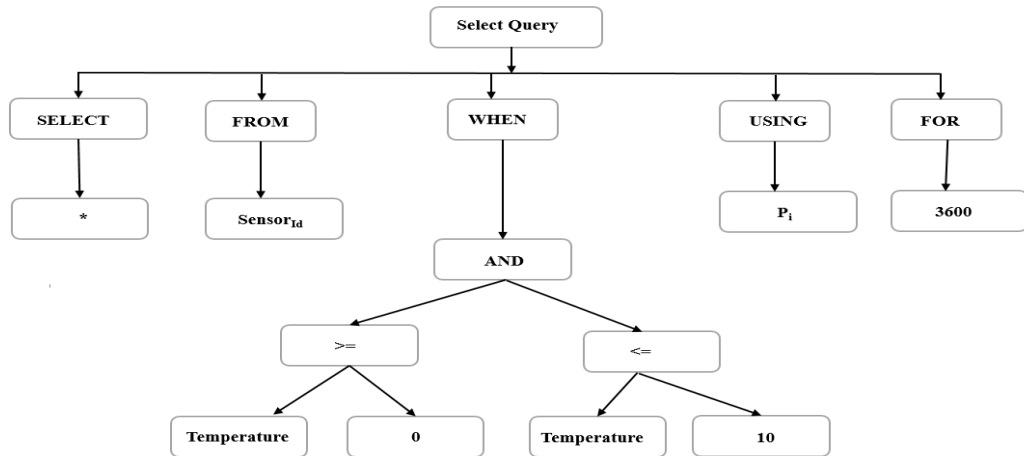 Select Query
SELECT FROM WHEN USING FOR
* Sensor_Id P_i 3600
AND
>= <=
Temperature 0 Temperature 10